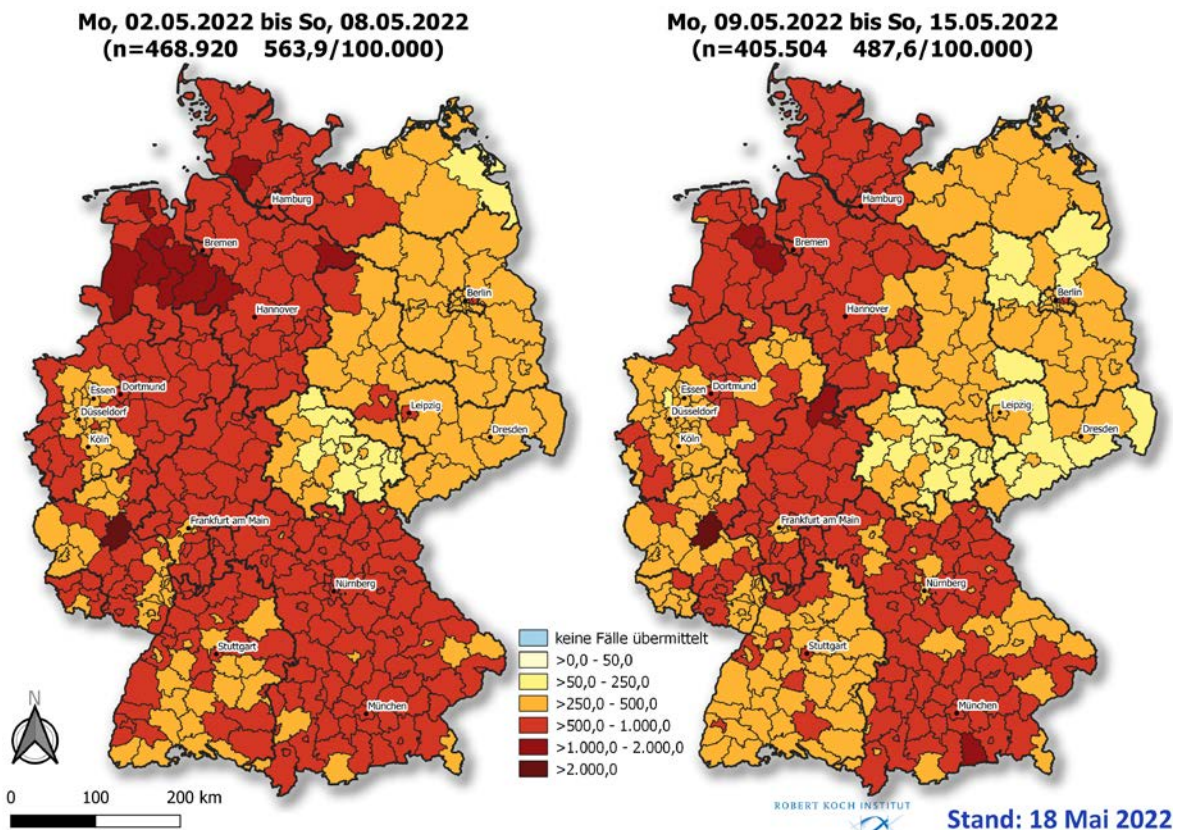 Mo, 02.05.2022 bis So, 08.05.2022
(n=468.920 563,9/100.000)
Mo, 09.05.2022 bis So, 15.05.2022
(n=405.504 487,6/100.000)
Hamburg
Bremen
Berlin
Hannover
Essen
Dortmund
Düsseldorf
Leipzig
Köln
Dresden
Frankfurt am Main
Nürnberg
Stuttgart
München
Hamburg
Bremen
Berlin
Hannover
Essen
Dortmund
Düsseldorf
Leipzig
Köln
Dresden
Frankfurt am Main
Nürnberg
Stuttgart
München
keine Fälle übermittelt
>0,0 - 50,0
>50,0 - 250,0
>250,0 - 500,0
>500,0 - 1.000,0
>1.000,0 - 2.000,0
>2.000,0
N
0 100 200 km
ROBERT KOCH INSTITUT
Stand: 18 Mai 2022